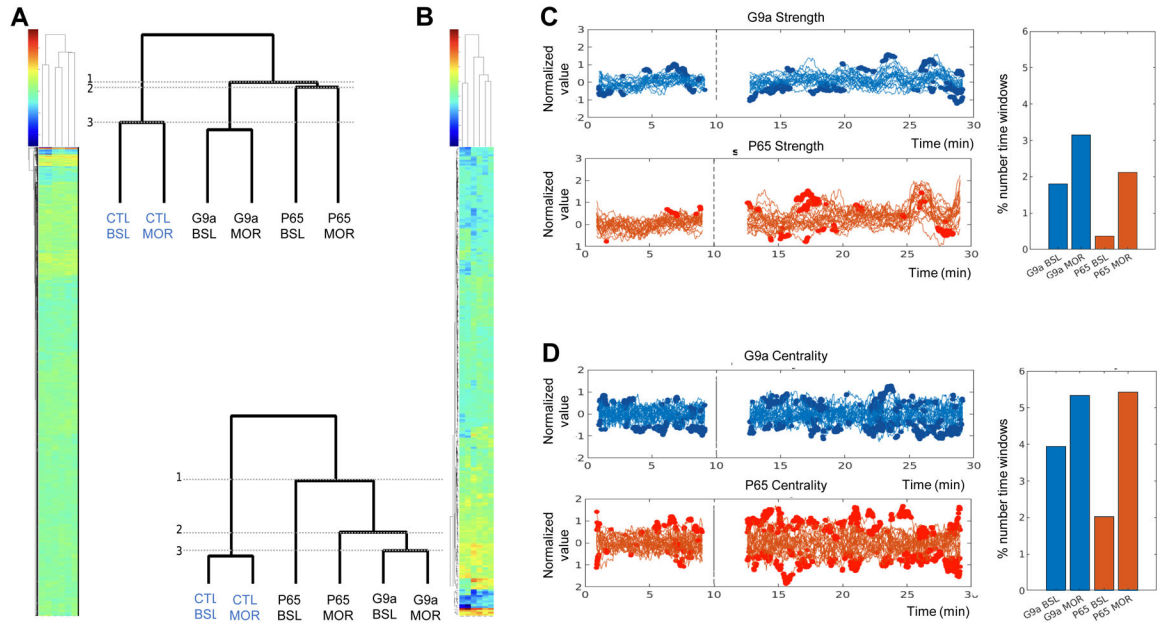 A
1
2
3
CTL BSL
CTL MOR
G9a BSL
G9a MOR
P65 BSL
P65 MOR
1
2
3
CTL BSL
CTL MOR
P65 BSL
P65 MOR
G9a BSL
G9a MOR
B
C
G9a Strength
Normalized value
3
2
1
0
1
2
0 5 10 15 20 25 30
Time (min)
s
P65 Strength
Normalized value
3
2
1
0
1
0 5 10 15 20 25 30
Time (min)
% number time windows
6
5
4
3
2
1
0
G9a BSL
G9a MOR
P65 BSL
P65 MOR
D
G9a Centrality
Normalized value
2
1
0
1
2
0 5 10 15 20 25 30
Time (min)
P65 Centrality
Normalized value
2
1
0
1
2
0 5 10 15 20 25 30
Time (min)
% number time windows
6
5
4
3
2
1
0
G9a BSL
G9a MOR
P65 BSL
P65 MOR